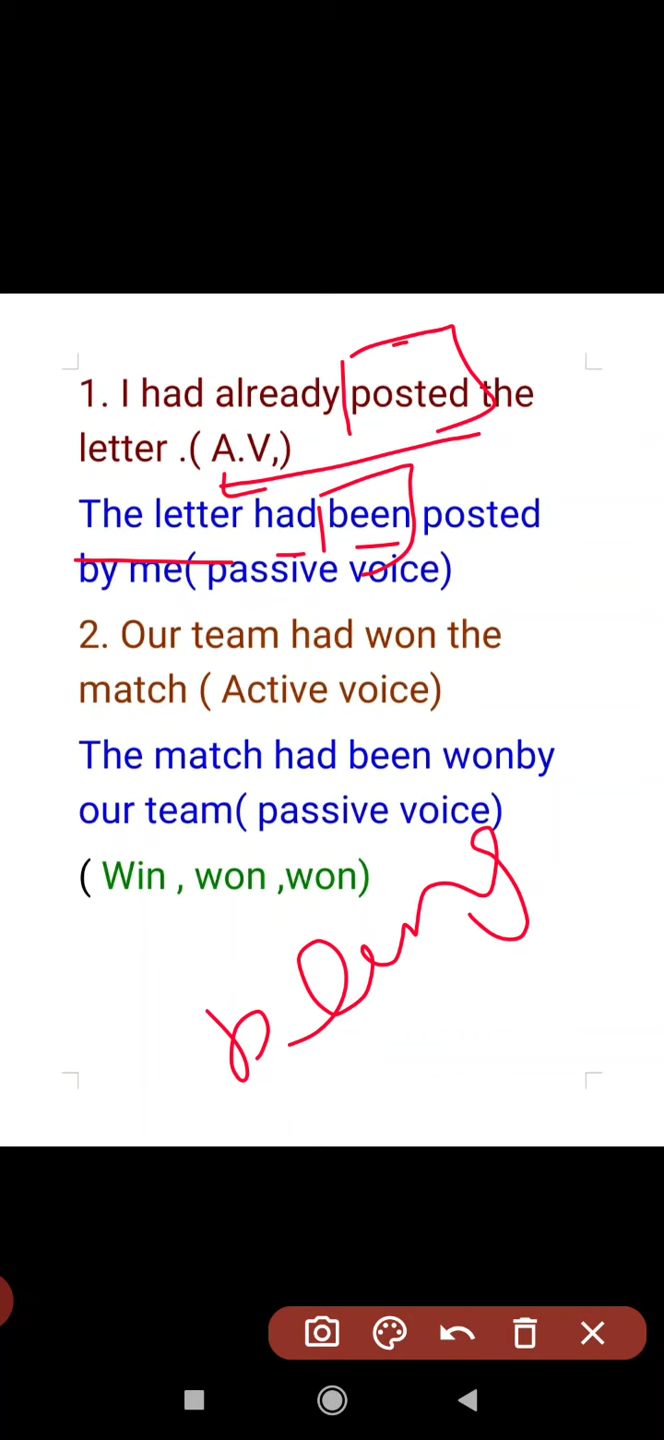 1. I had already posted the
letter .( A.V,)
The letter had been posted
by me( passive voice)
2. Our team had won the
match ( Active voice)
The match had been wonby
our team( passive voice)
( Win , won ,won)